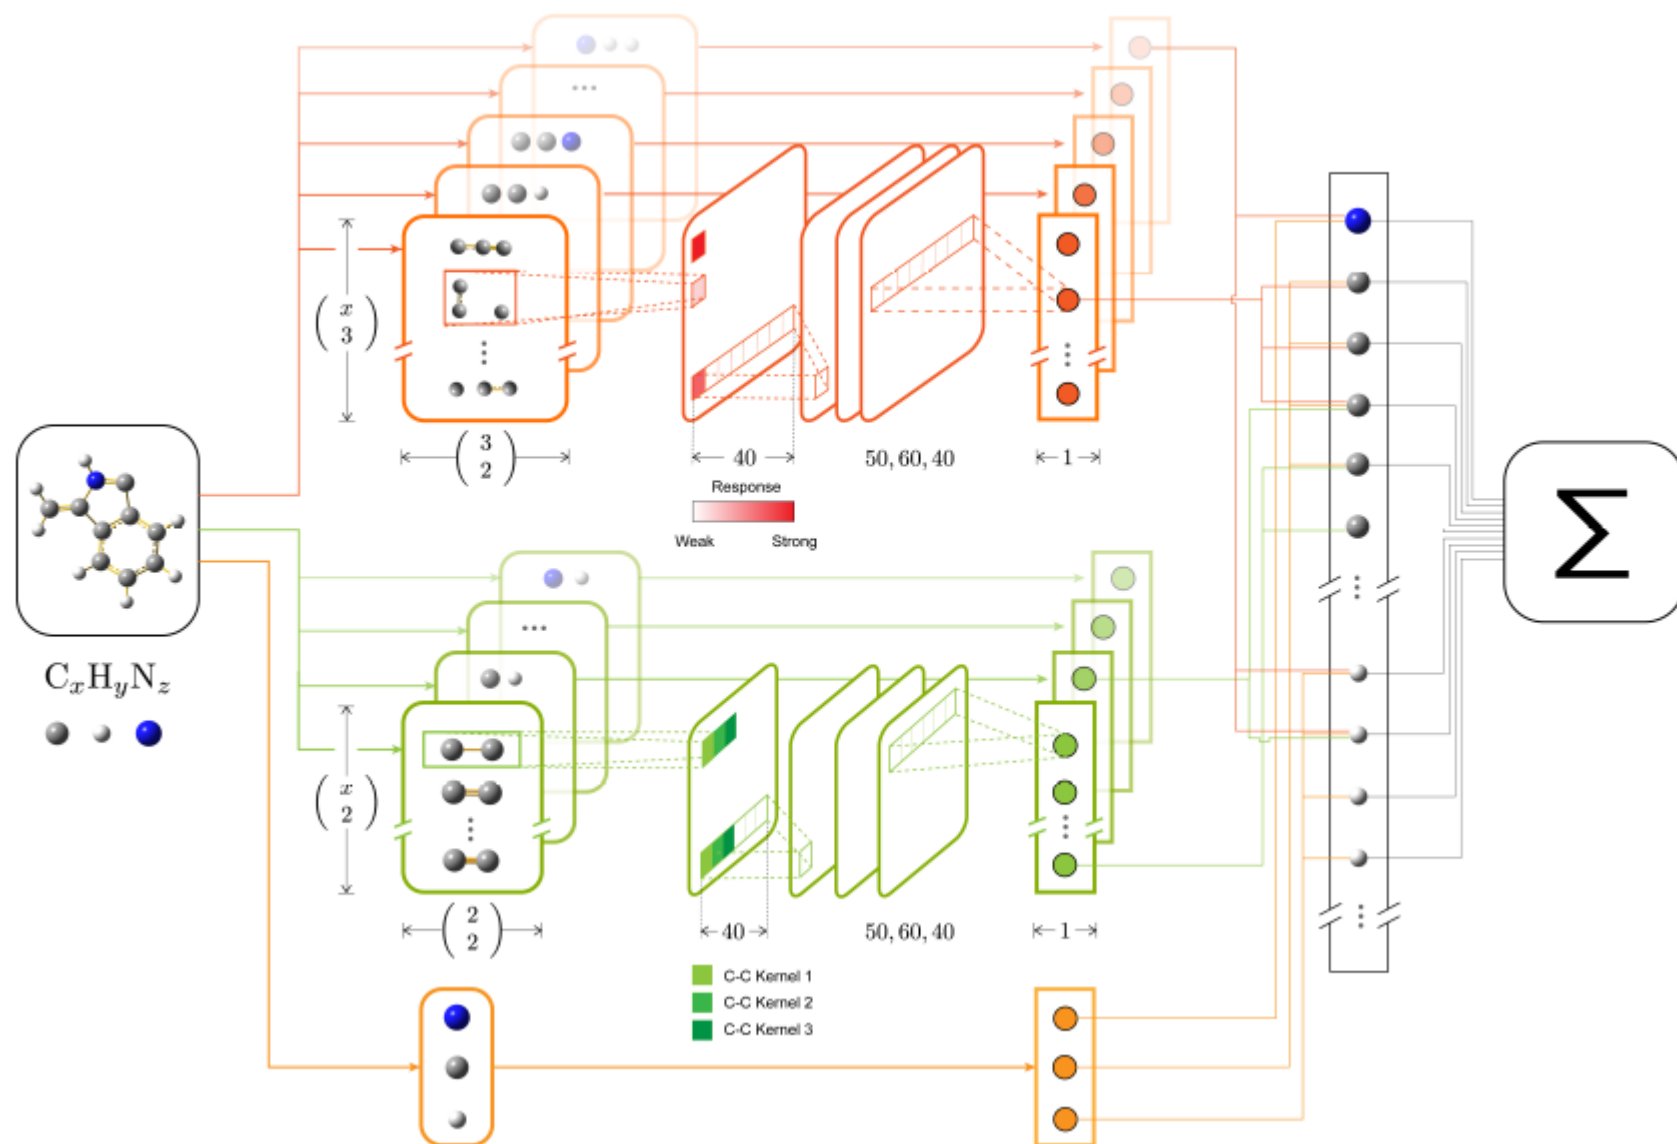 ...
( x
3 )
( 3
2 )
40
50, 60, 40
1
Response
Weak Strong
CxHyNz
...
( x
2 )
( 2
2 )
40
50, 60, 40
1
C-C Kernel 1
C-C Kernel 2
C-C Kernel 3
Σ